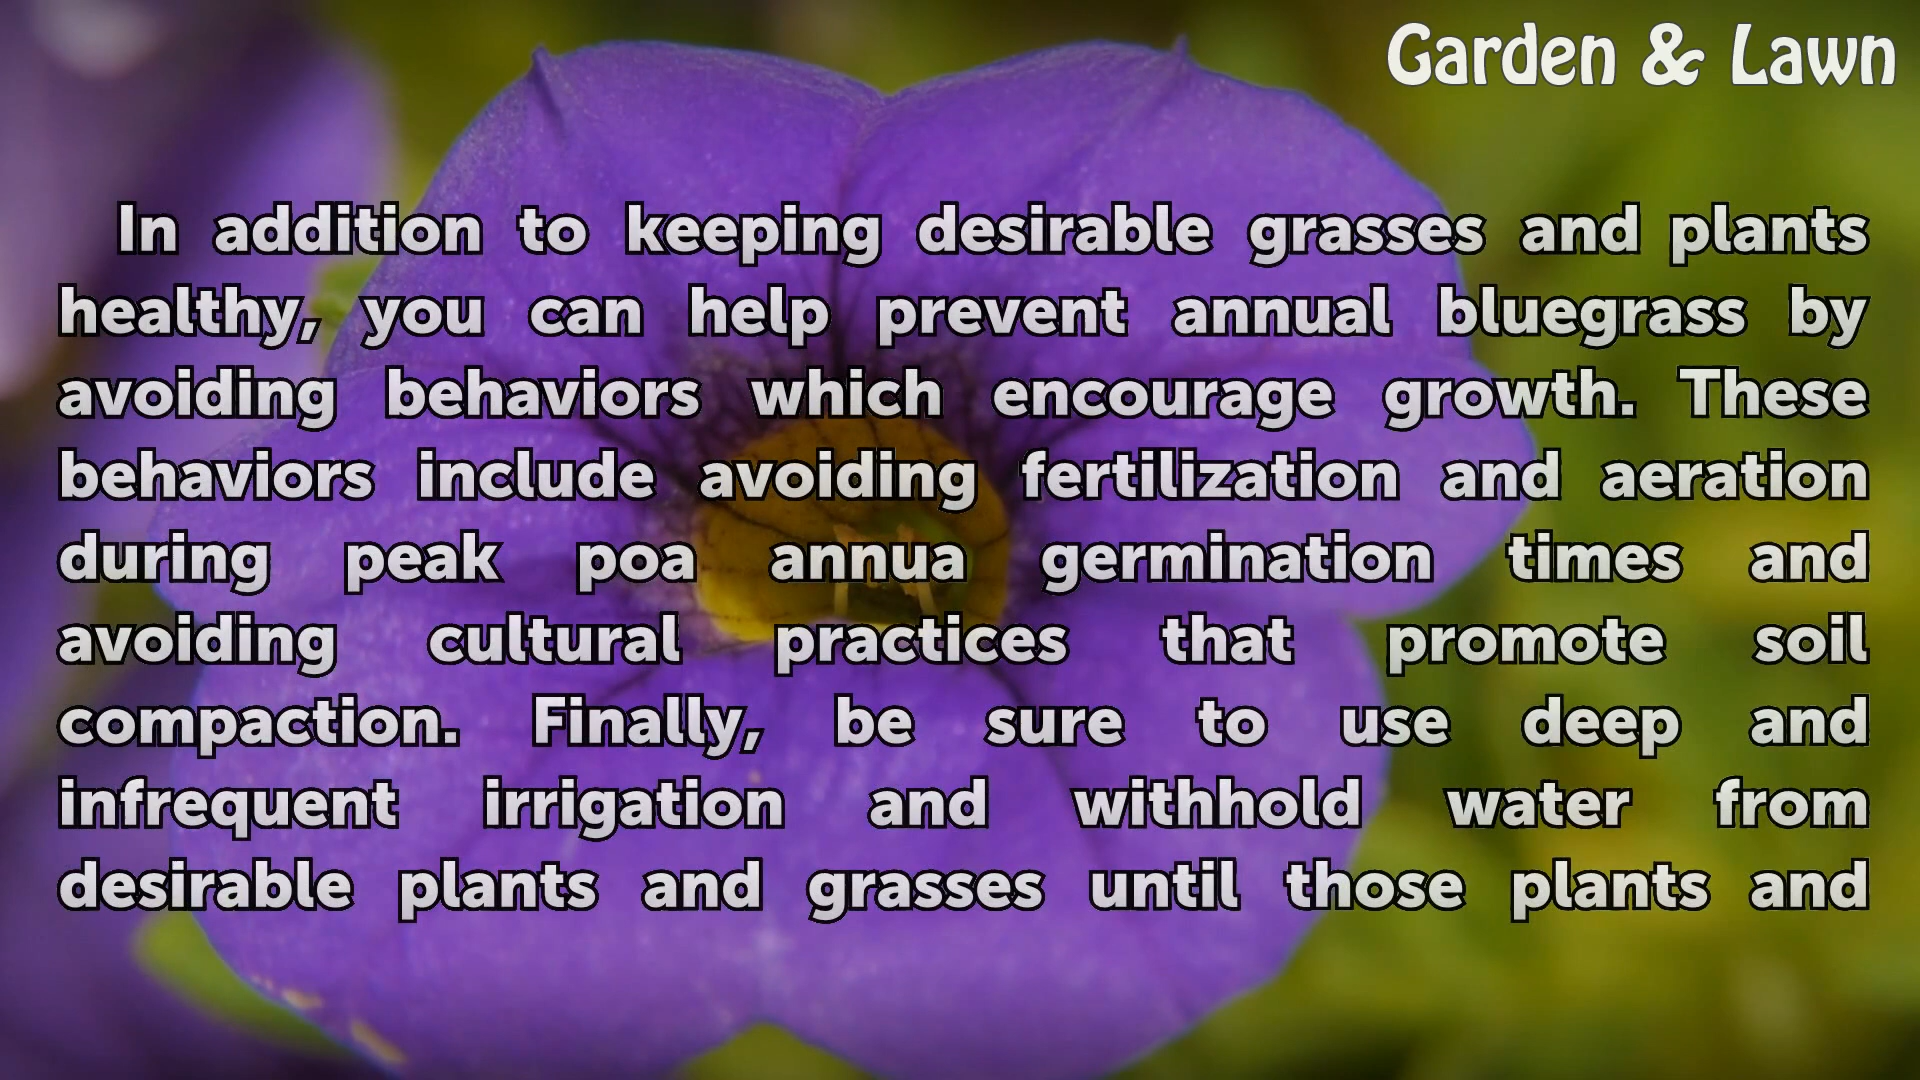 Garden & Lawn
In addition to keeping desirable grasses and plants
healthy, you can help prevent annual bluegrass by
avoiding behaviors which encourage growth. These
behaviors include avoiding fertilization and aeration
during peak poa annua germination times and
avoiding cultural practices that promote soil
compaction. Finally, be sure to use deep and
infrequent irrigation and withhold water from
desirable plants and grasses until those plants and